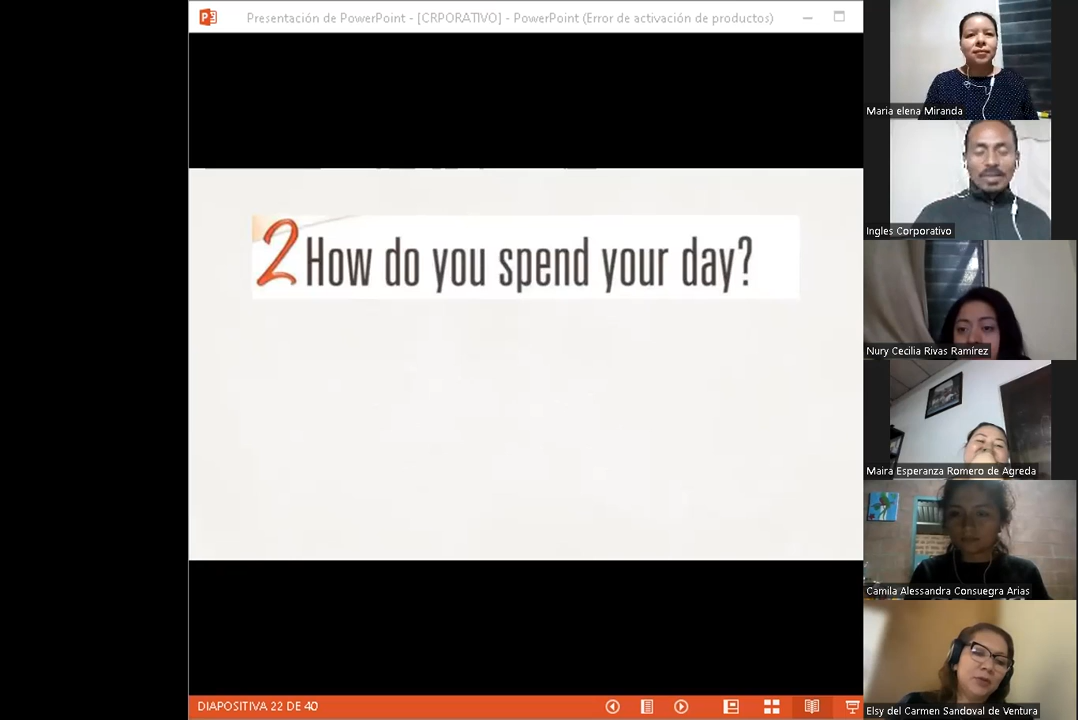 Presentación de PowerPoint - [CRPORATIVO] - PowerPoint (Error de activación de productos)
2 How do you spend your day?
DIAPOSITIVA 22 DE 40
Maria elena Miranda
Ingles Corporativo
Nury Cecilia Rivas Ramírez
Maira Esperanza Romero de Agreda
Camila Alessandra Consuegra Arias
Elsy del Carmen Sandoval de Ventura